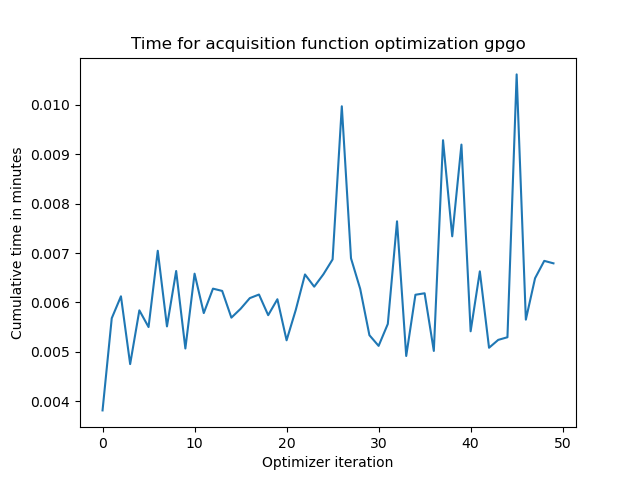 Time for acquisition function optimization gpgo
0.010
0.009
0.008
0.007
0.006
0.005
0.004
Cumulative time in minutes
0 10 20 30 40 50
Optimizer iteration